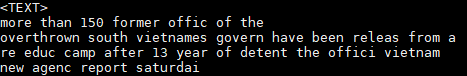 <TEXT>
more than 150 former offic of the
overthrown south vietnames govern have been releas from a
re educ camp after 13 year of detent the offici vietnam
new agenc report saturdai